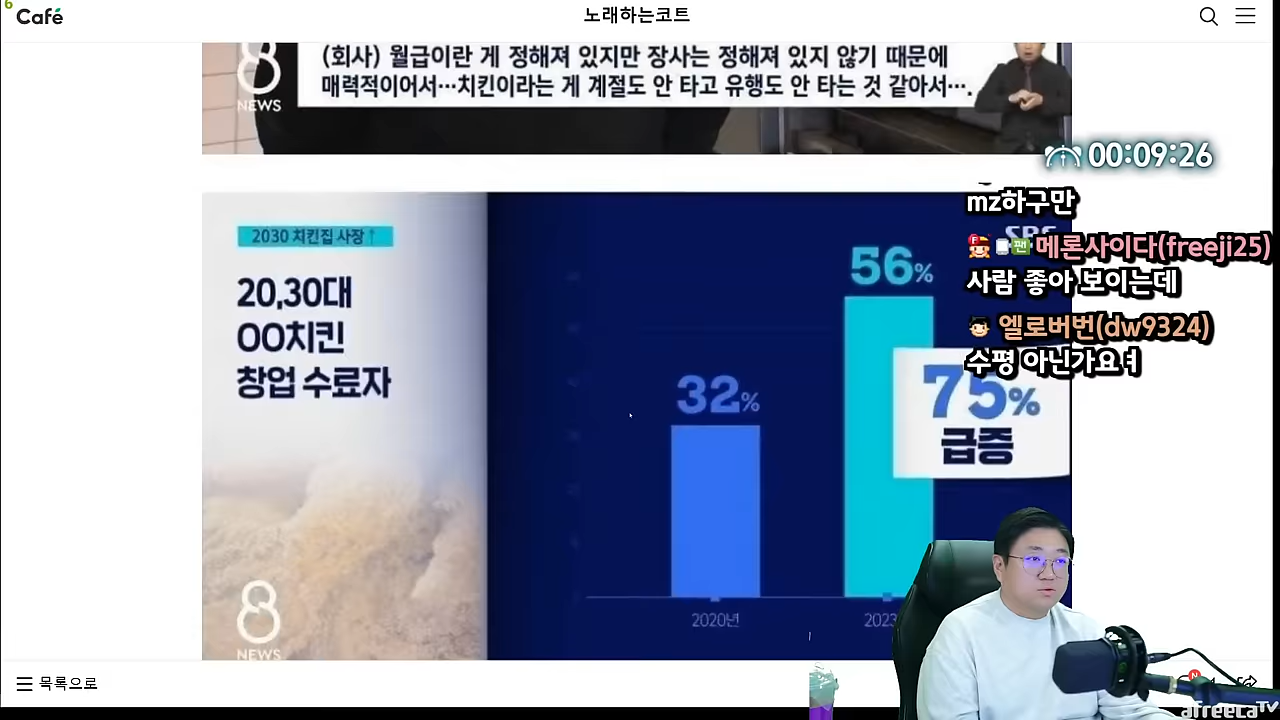 6
Café
노래하는코트
(회사) 월급이란 게 정해져 있지만 장사는 정해져 있지 않기 때문에
매력적이어서…치킨이라는 게 계절도 안 타고 유행도 안 타는 것 같아서….
8
NEWS
00:09:26
mz하구만
메론사이다(freeji25)
사람 좋아 보이는데
엘로버번(dw9324)
수평 아닌가요ㅕ
SBS
2030 치킨집 사장↑
20,30대
OO치킨
창업 수료자
32%
56%
75%
급증
2020년
2023
8
NEWS
목록으로
N
afreecaTV